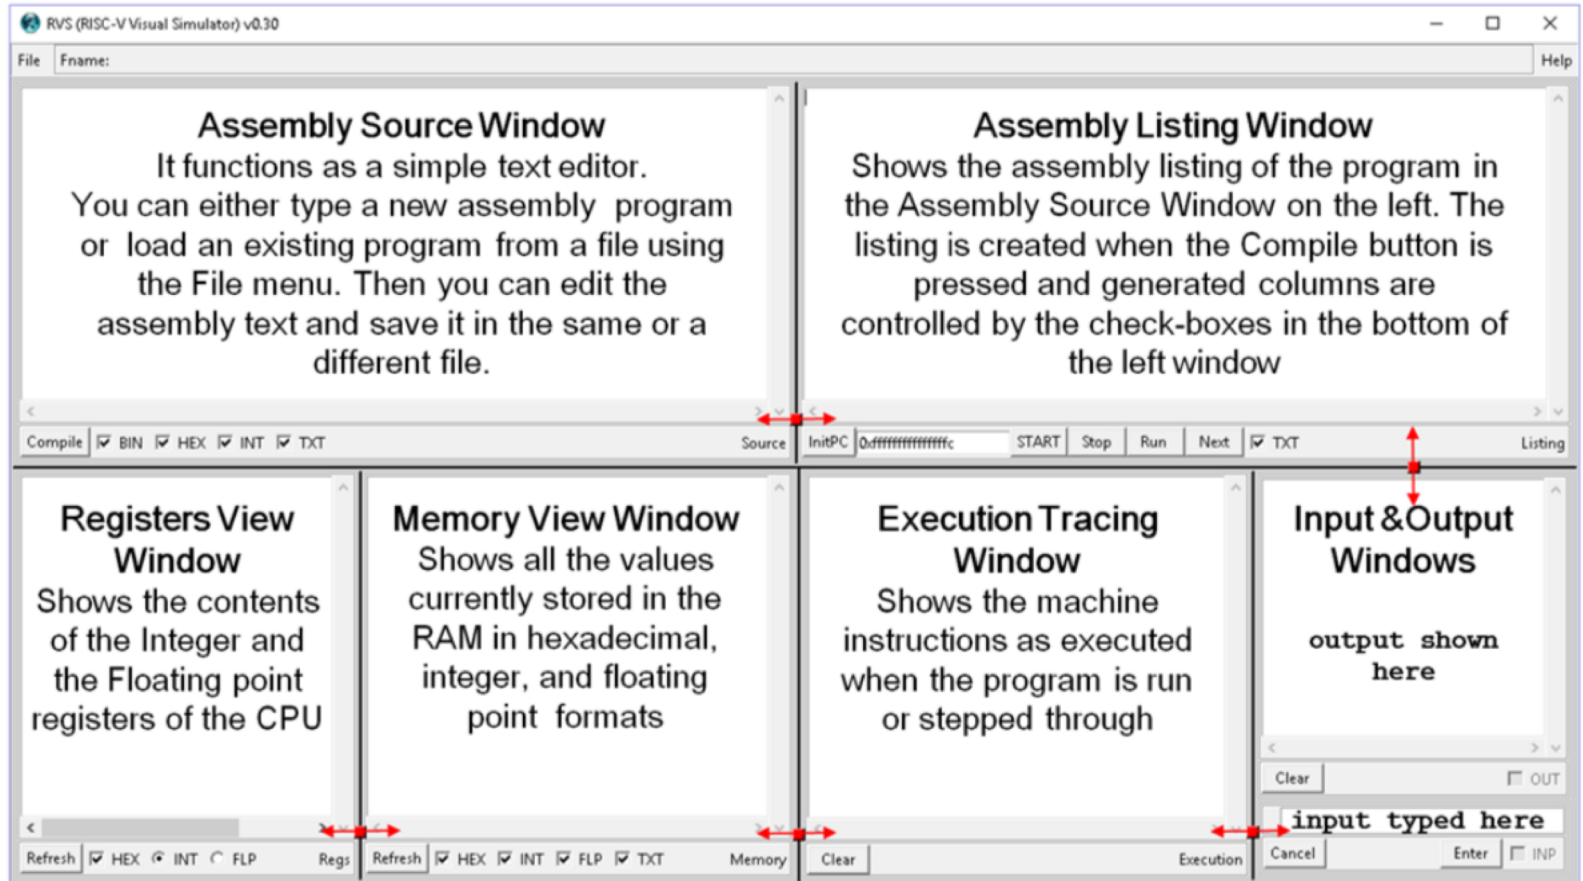 RVS (RISC-V Visual Simulator) v0.30
File Fname: Help
Assembly Source Window
It functions as a simple text editor.
You can either type a new assembly program
or load an existing program from a file using
the File menu. Then you can edit the
assembly text and save it in the same or a
different file.
Compile BIN HEX INT TXT Source
Assembly Listing Window
Shows the assembly listing of the program in
the Assembly Source Window on the left. The
listing is created when the Compile button is
pressed and generated columns are
controlled by the check-boxes in the bottom of
the left window
InitPC 0xfffffffffffffffc START Stop Run Next TXT Listing
Registers View
Window
Shows the contents
of the Integer and
the Floating point
registers of the CPU
Refresh HEX INT FLP Regs
Memory View Window
Shows all the values
currently stored in the
RAM in hexadecimal,
integer, and floating
point formats
Refresh HEX INT FLP TXT Memory
Execution Tracing
Window
Shows the machine
instructions as executed
when the program is run
or stepped through
Clear Execution
Input &Output
Windows
output shown
here
Clear OUT
input typed here
Cancel Enter INP